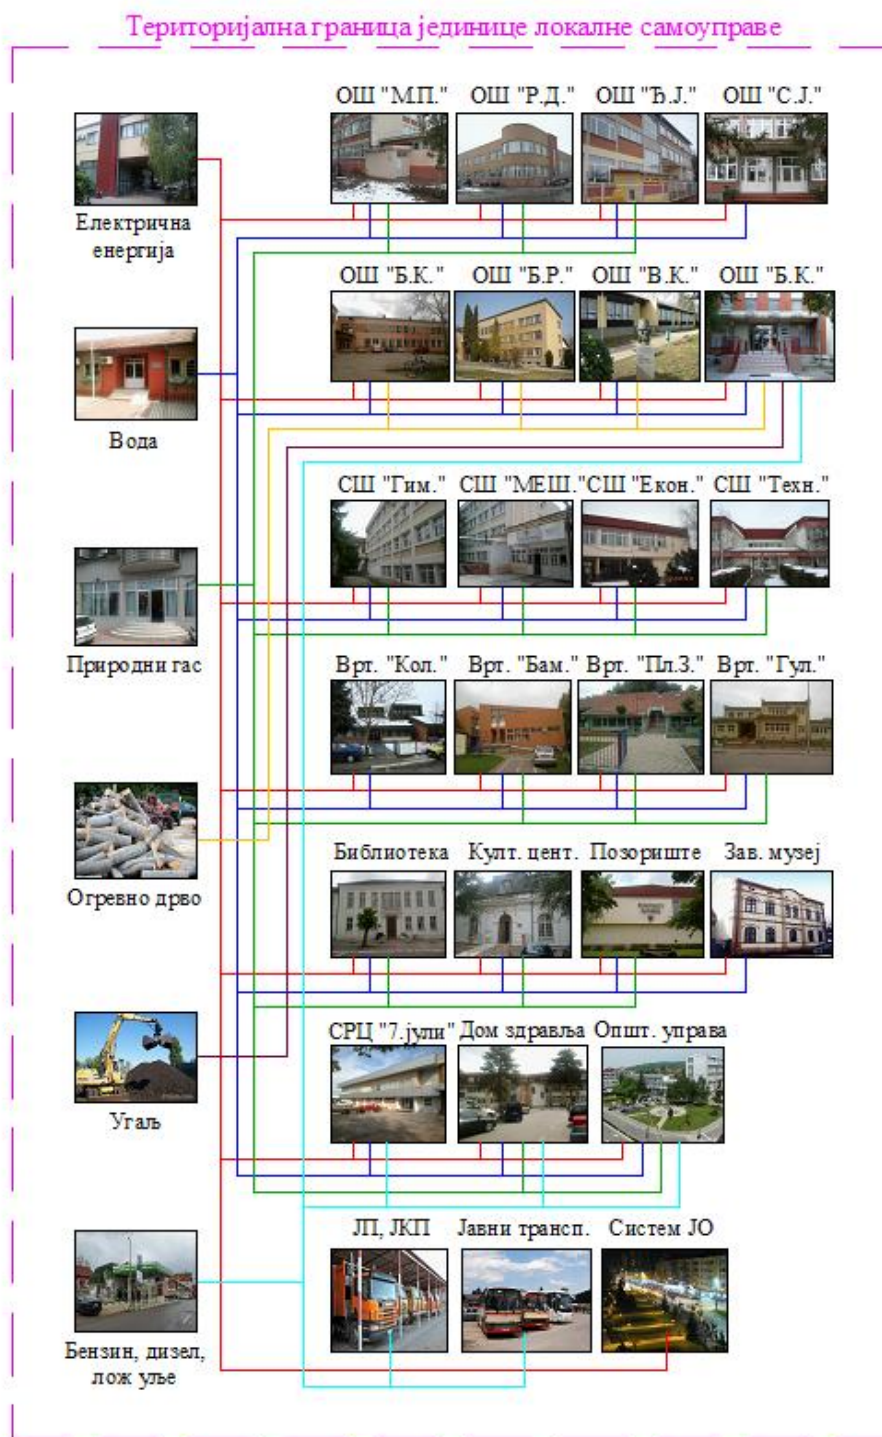 Територијална граница јединице локалне самоуправе
ОШ "М.П." ОШ "Р.Д." ОШ "Ђ.Ј." ОШ "С.Ј."
Електрична
енергија
ОШ "Б.К." ОШ "Б.Р." ОШ "В.К." ОШ "Б.К."
Вода
СШ "Гим." СШ "МЕШ." СШ "Екон." СШ "Техн."
Природни гас
Врт. "Кол." Врт. "Бам." Врт. "Пл.З." Врт. "Гул."
Огревно дрво
Библиотека Култ. цент. Позориште Зав. музеј
СРЦ "7.јули" Дом здравља Општ. управа
Угаљ
ЈП, ЈКП Јавни трансп. Систем ЈО
Бензин, дизел,
лож уље